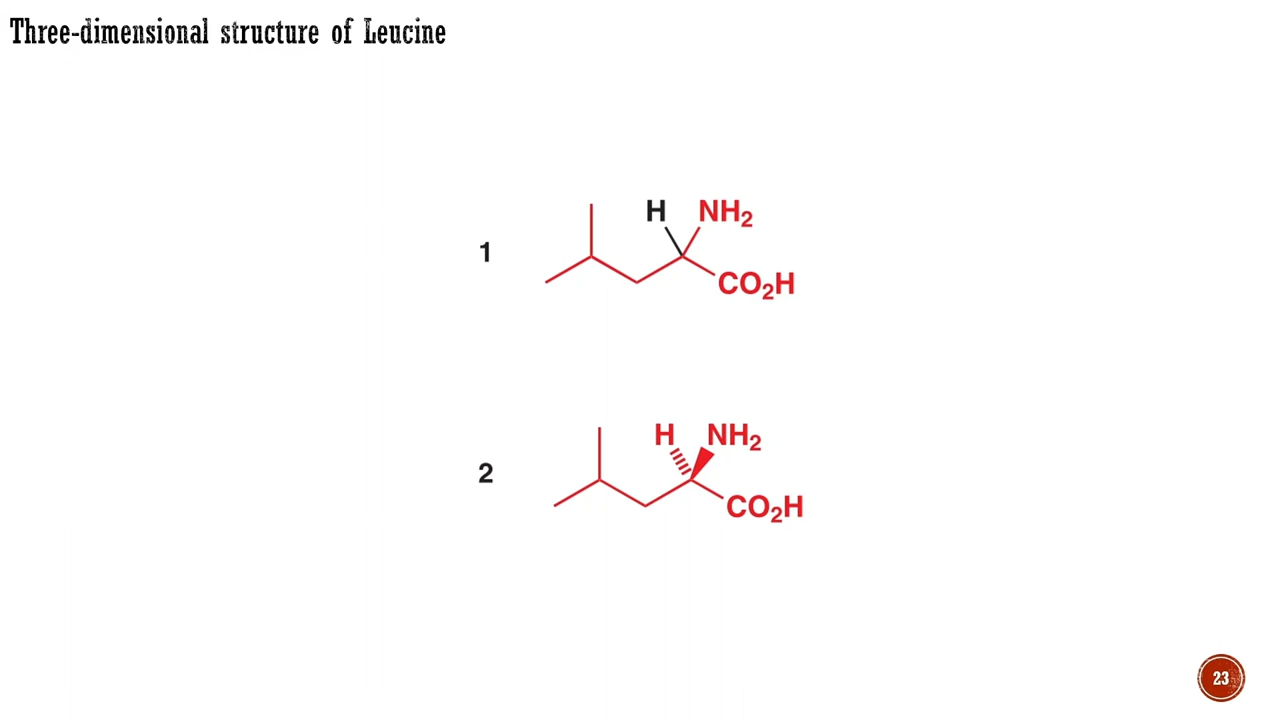 Three-dimensional structure of Leucine
H NH₂
1
CO₂H
H NH₂
2
CO₂H
23